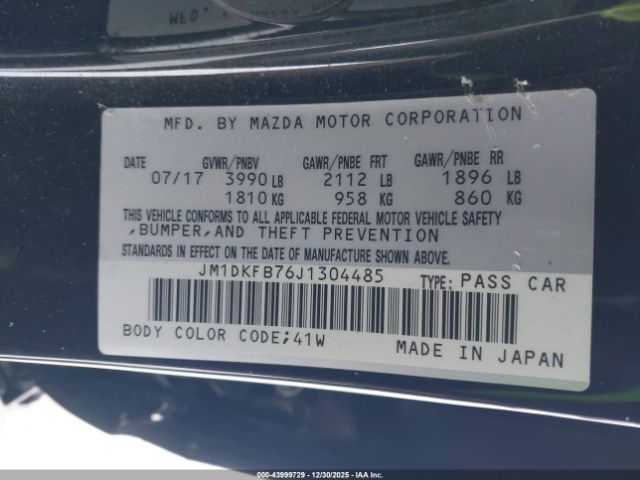 MFD. BY MAZDA MOTOR CORPORATION
DATE GVWR/PNBV GAWR/PNBE FRT GAWR/PNBE RR
07/17 3990 LB 2112 LB 1896 LB
1810 KG 958 KG 860 KG
THIS VEHICLE CONFORMS TO ALL APPLICABLE FEDERAL MOTOR VEHICLE SAFETY
,BUMPER,AND THEFT PREVENTION
STANDARDS IN EFFECT ON THE DATE OF MANUFACTURE SHOWN ABOVE.
JM1DKFB76J1304485 TYPE: PASS CAR
BODY COLOR CODE;41W MADE IN JAPAN
000-43999729 - 12/30/2025 - IAAI.COM